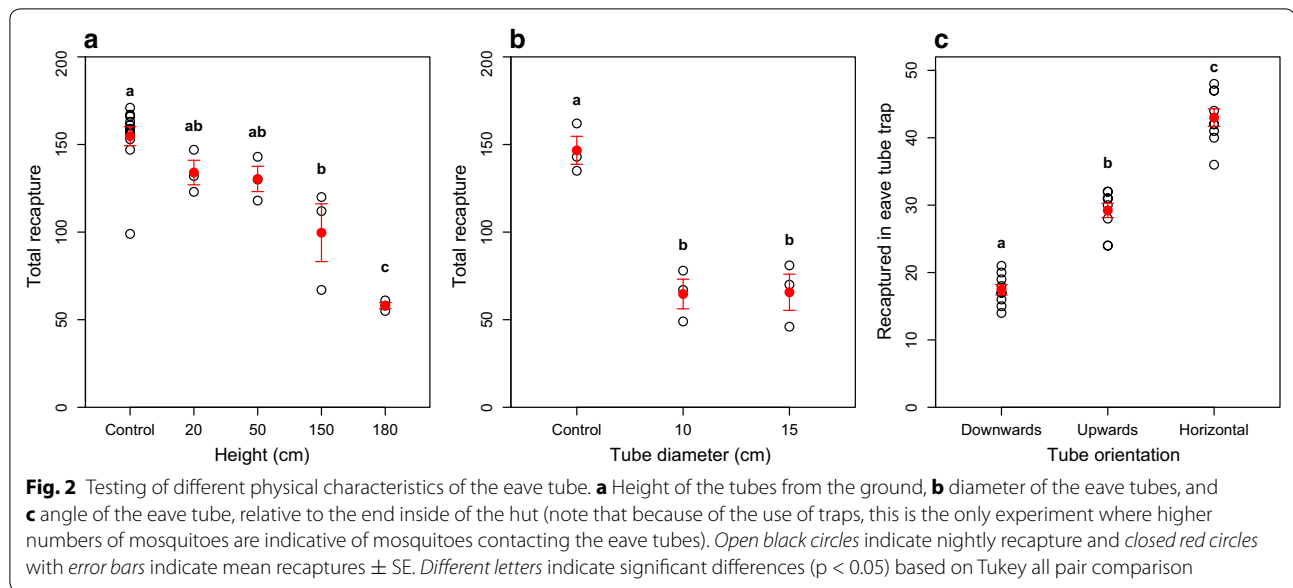 a
b
c
200
150
100
50
0
Total recapture
a
ab
ab
b
c
Control 20 50 150 180
Height (cm)
200
150
100
50
0
Total recapture
a
b
b
Control 10 15
Tube diameter (cm)
50
40
30
20
10
0
Recaptured in eave tube trap
a
b
c
Downwards Upwards Horizontal
Tube orientation
Fig. 2 Testing of different physical characteristics of the eave tube. a Height of the tubes from the ground, b diameter of the eave tubes, and
c angle of the eave tube, relative to the end inside of the hut (note that because of the use of traps, this is the only experiment where higher
numbers of mosquitoes are indicative of mosquitoes contacting the eave tubes). Open black circles indicate nightly recapture and closed red circles
with error bars indicate mean recaptures ± SE. Different letters indicate significant differences (p < 0.05) based on Tukey all pair comparison